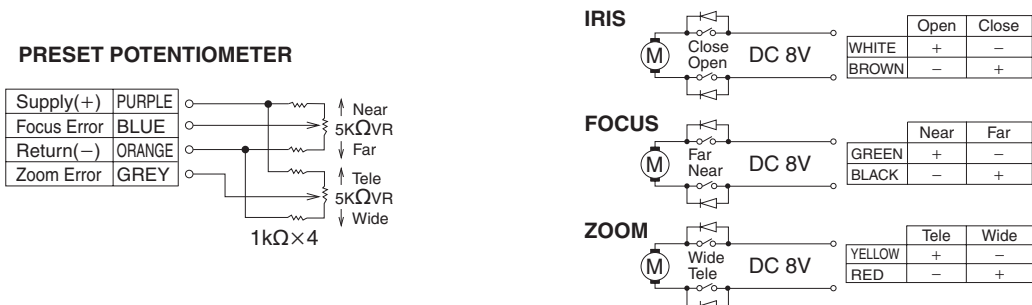 PRESET POTENTIOMETER
Supply(+) PURPLE
Focus Error BLUE
Return(−) ORANGE
Zoom Error GREY
Near
5KΩVR
Far
Tele
5KΩVR
Wide
1kΩ×4
IRIS
M
Close
Open
DC 8V
Open Close
WHITE + −
BROWN − +
FOCUS
M
Far
Near
DC 8V
Near Far
GREEN + −
BLACK − +
ZOOM
M
Wide
Tele
DC 8V
Tele Wide
YELLOW + −
RED − +